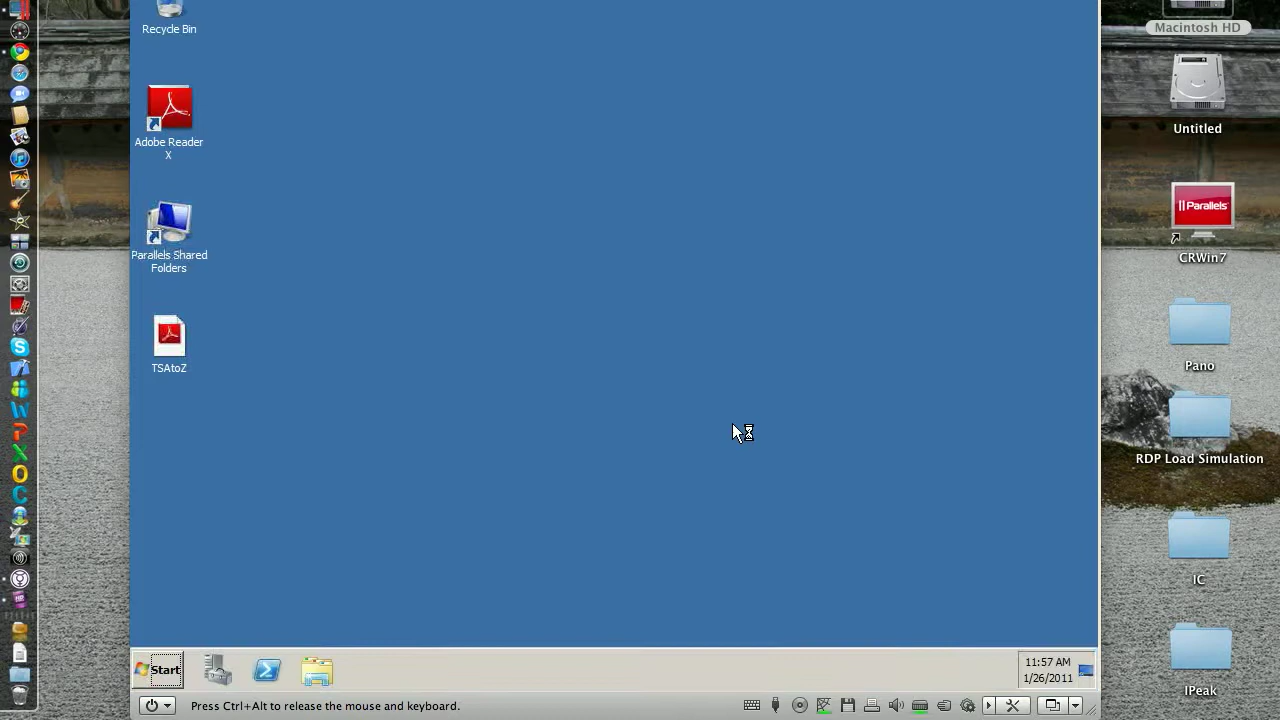 Recycle Bin
Adobe Reader
X
Parallels Shared
Folders
TSAtoZ
Macintosh HD
Untitled
Parallels
CRWin7
Pano
RDP Load Simulation
IC
IPeak
Start
11:57 AM
1/26/2011
Press Ctrl+Alt to release the mouse and keyboard.